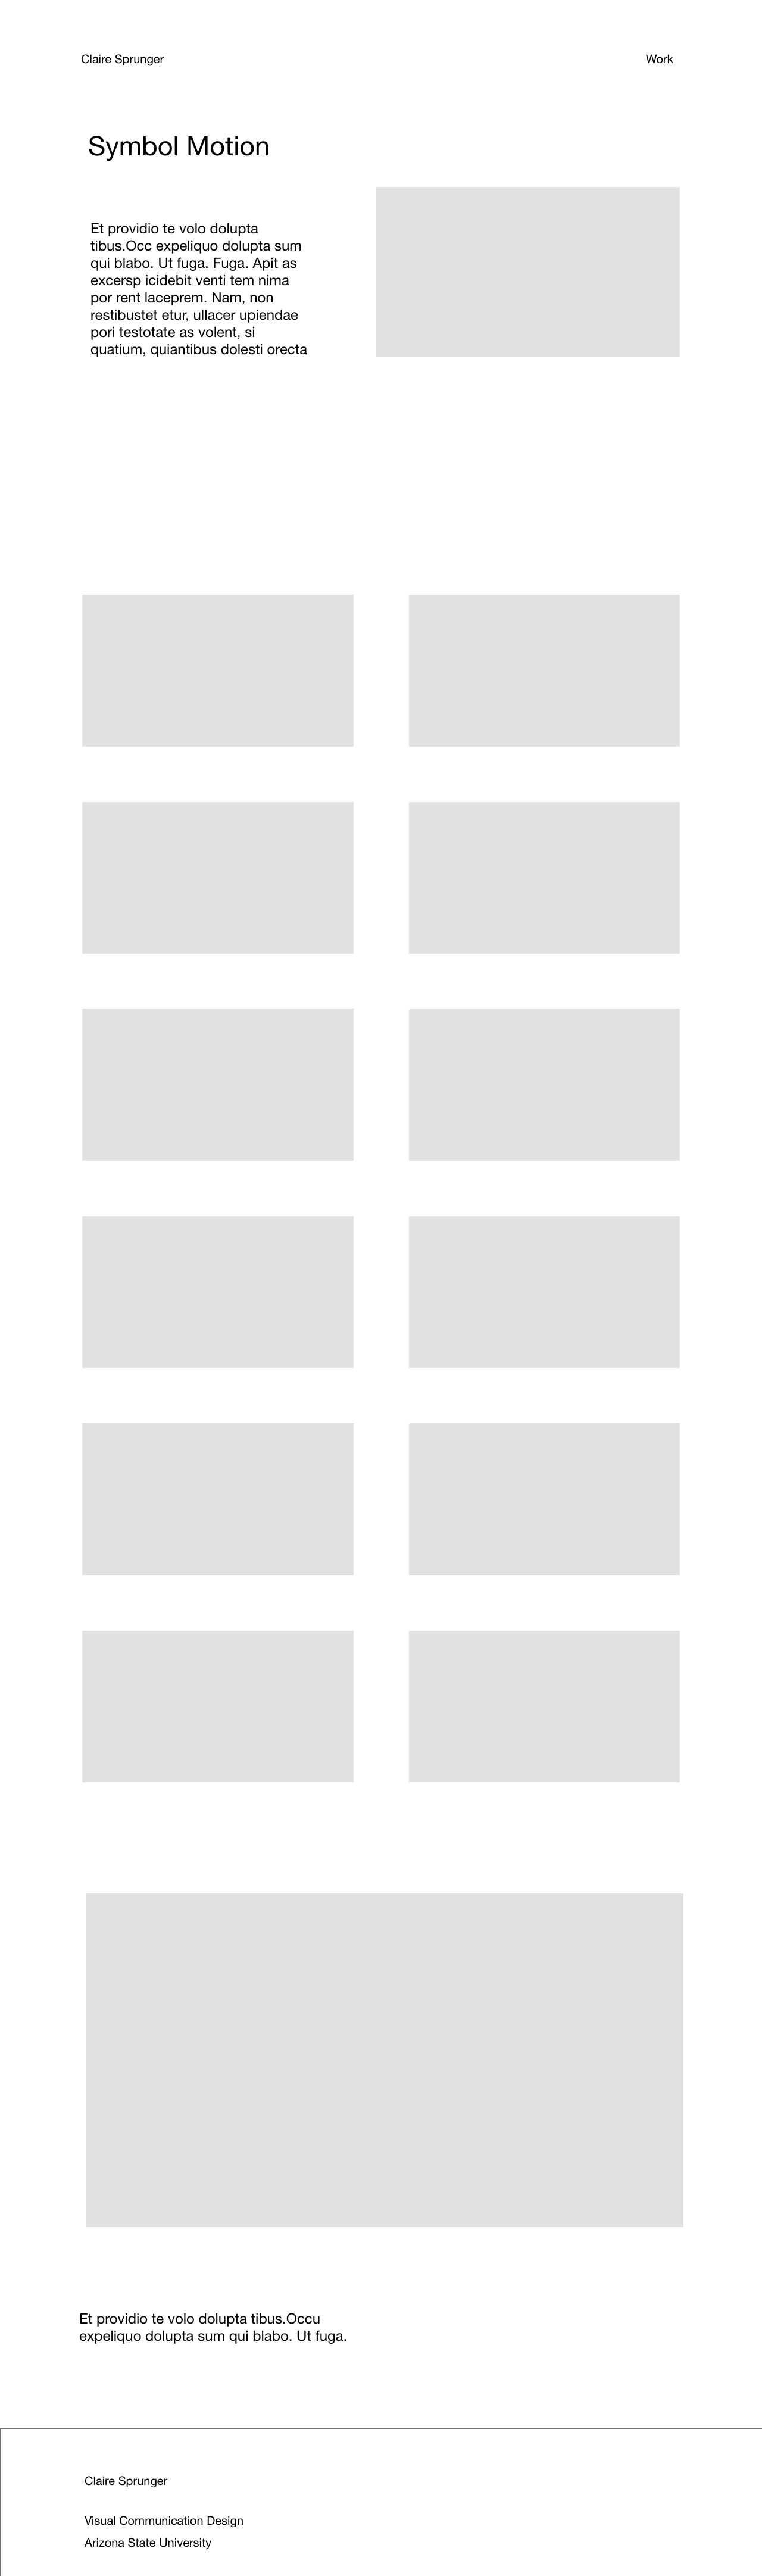 Claire Sprunger
Work
Symbol Motion
Et providio te volo dolupta
tibus.Occ expeliquo dolupta sum
qui blabo. Ut fuga. Fuga. Apit as
excersp icidebit venti tem nima
por rent laceprem. Nam, non
restibustet etur, ullacer upiendae
pori testotate as volent, si
quatium, quiantibus dolesti orecta
Et providio te volo dolupta tibus.Occu
expeliquo dolupta sum qui blabo. Ut fuga.
Claire Sprunger
Visual Communication Design
Arizona State University